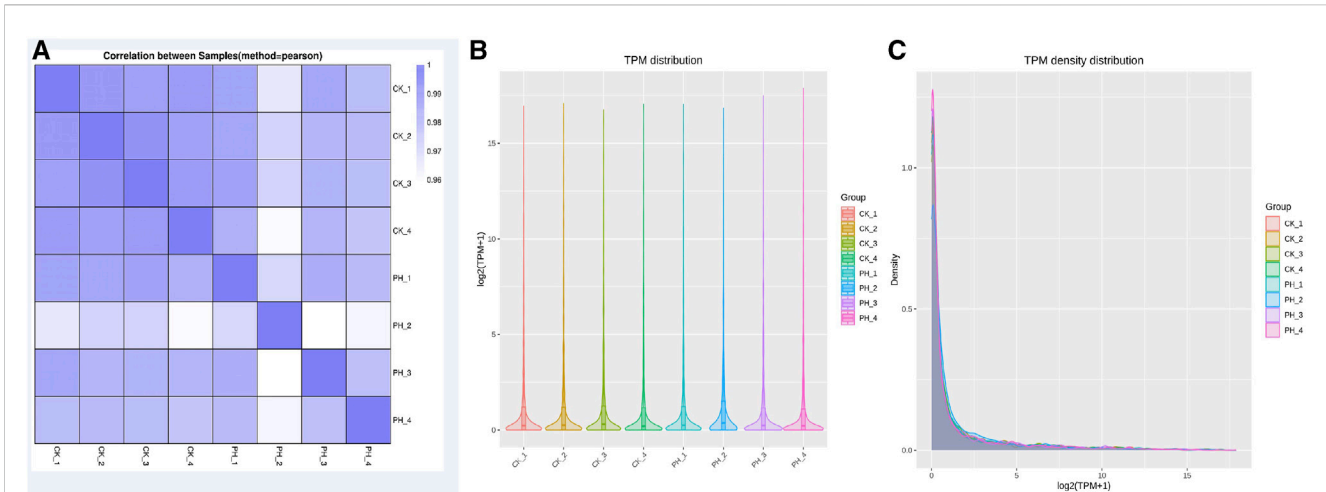 A
Correlation between Samples(method=pearson)
1
0.99
0.98
0.97
0.96
CK_1
CK_2
CK_3
CK_4
PH_1
PH_2
PH_3
PH_4
CK_1
CK_2
CK_3
CK_4
PH_1
PH_2
PH_3
PH_4
B
TPM distribution
log2(TPM+1)
15
10
5
0
CK_1
CK_2
CK_3
CK_4
PH_1
PH_2
PH_3
PH_4
Group
CK_1
CK_2
CK_3
CK_4
PH_1
PH_2
PH_3
PH_4
C
TPM density distribution
Density
1.0
0.5
0.0
0
5
10
15
log2(TPM+1)
Group
CK_1
CK_2
CK_3
CK_4
PH_1
PH_2
PH_3
PH_4